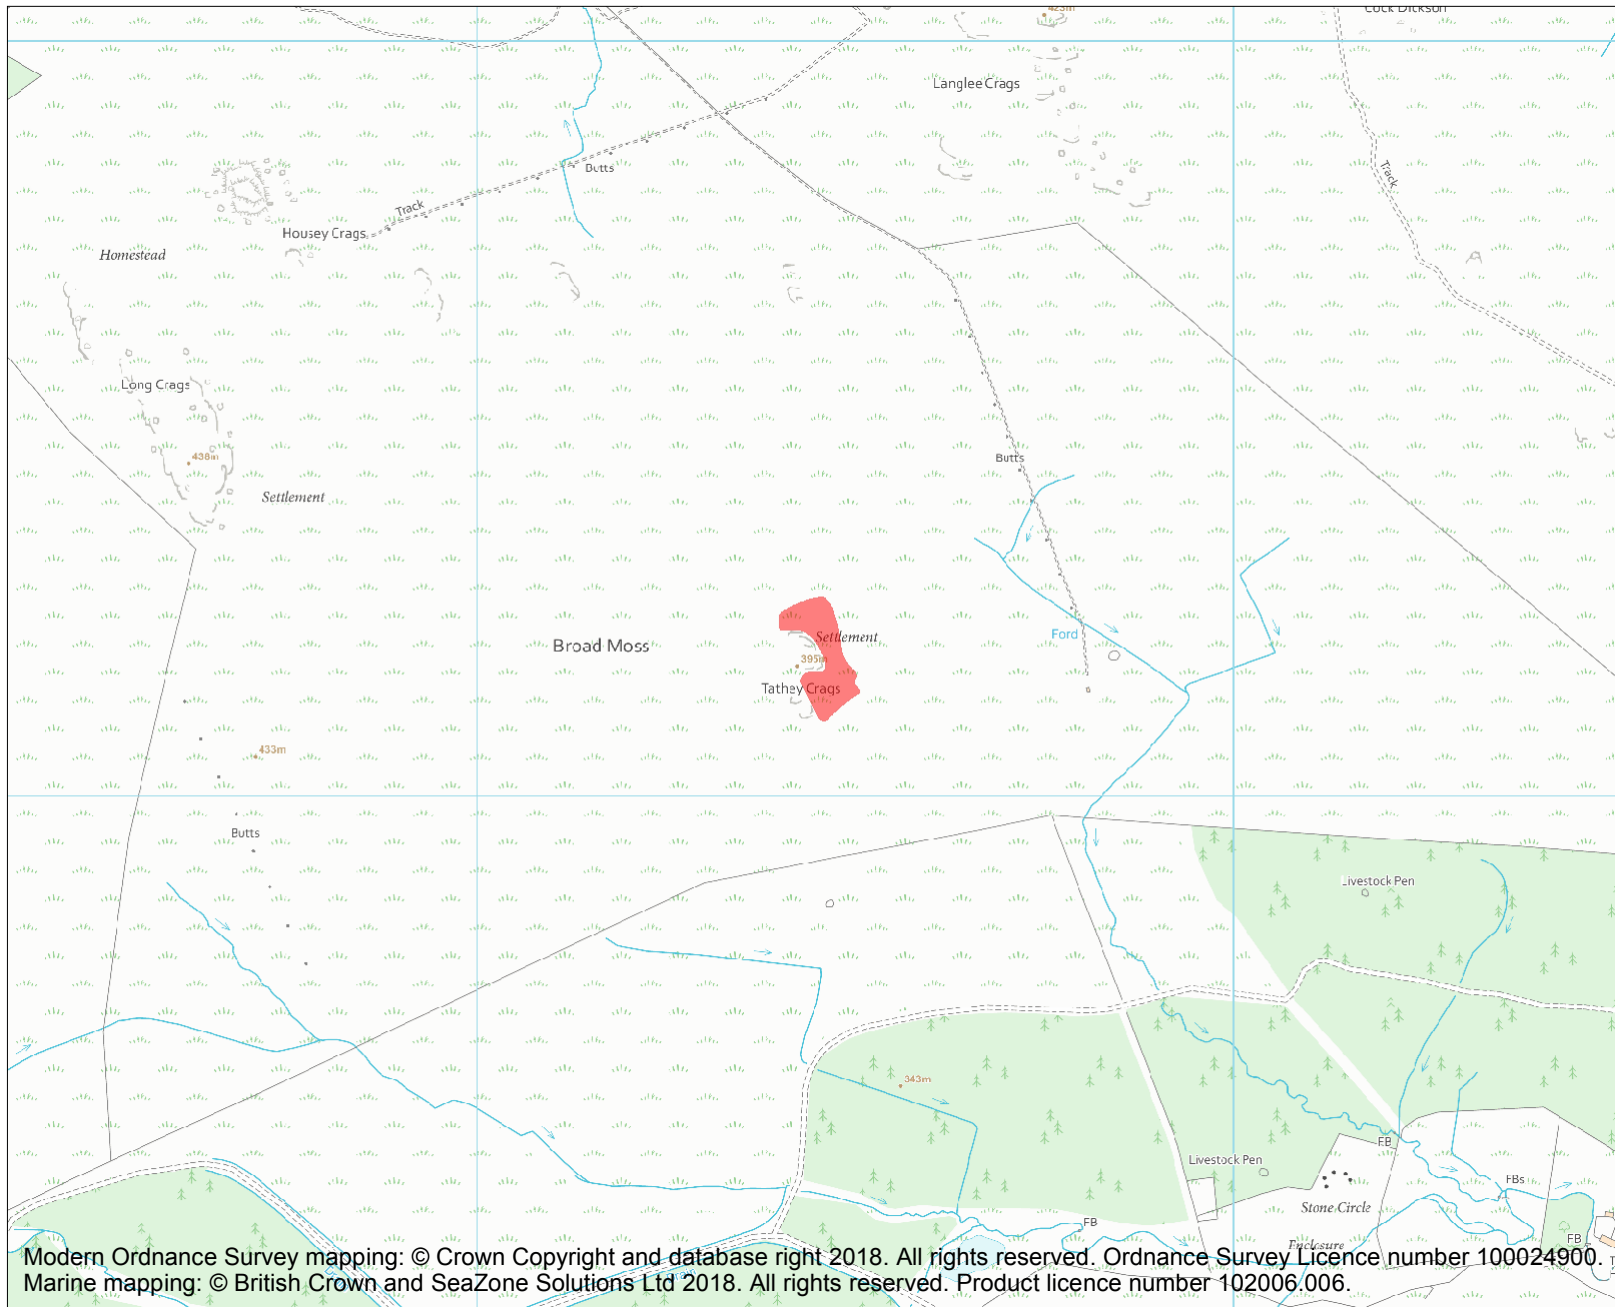 423m
Cock Dickson
Langlee Crags
Track
Butts
Track
Housey Crags
Homestead
Long Crags
438m
Butts
Settlement
Ford
Settlement
Broad Moss
395m
Tathey Crags
433m
Butts
Livestock Pen
343m
FB
Livestock Pen
FBs
Stone Circle
FB
FB
Enclosure
Modern Ordnance Survey mapping: © Crown Copyright and database right 2018. All rights reserved. Ordnance Survey Licence number 100024900.
Marine mapping: © British Crown and SeaZone Solutions Ltd 2018. All rights reserved. Product licence number 102006.006.